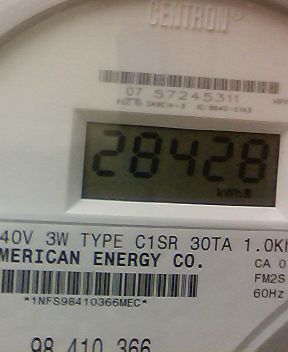 CENTRON®
07 57245311
28428
kWh
40V 3W TYPE C1SR 30TA 1.0K
MERICAN ENERGY CO.
CA 0
FM2S
60Hz
*1NFS98410366MEC*
98 410 366